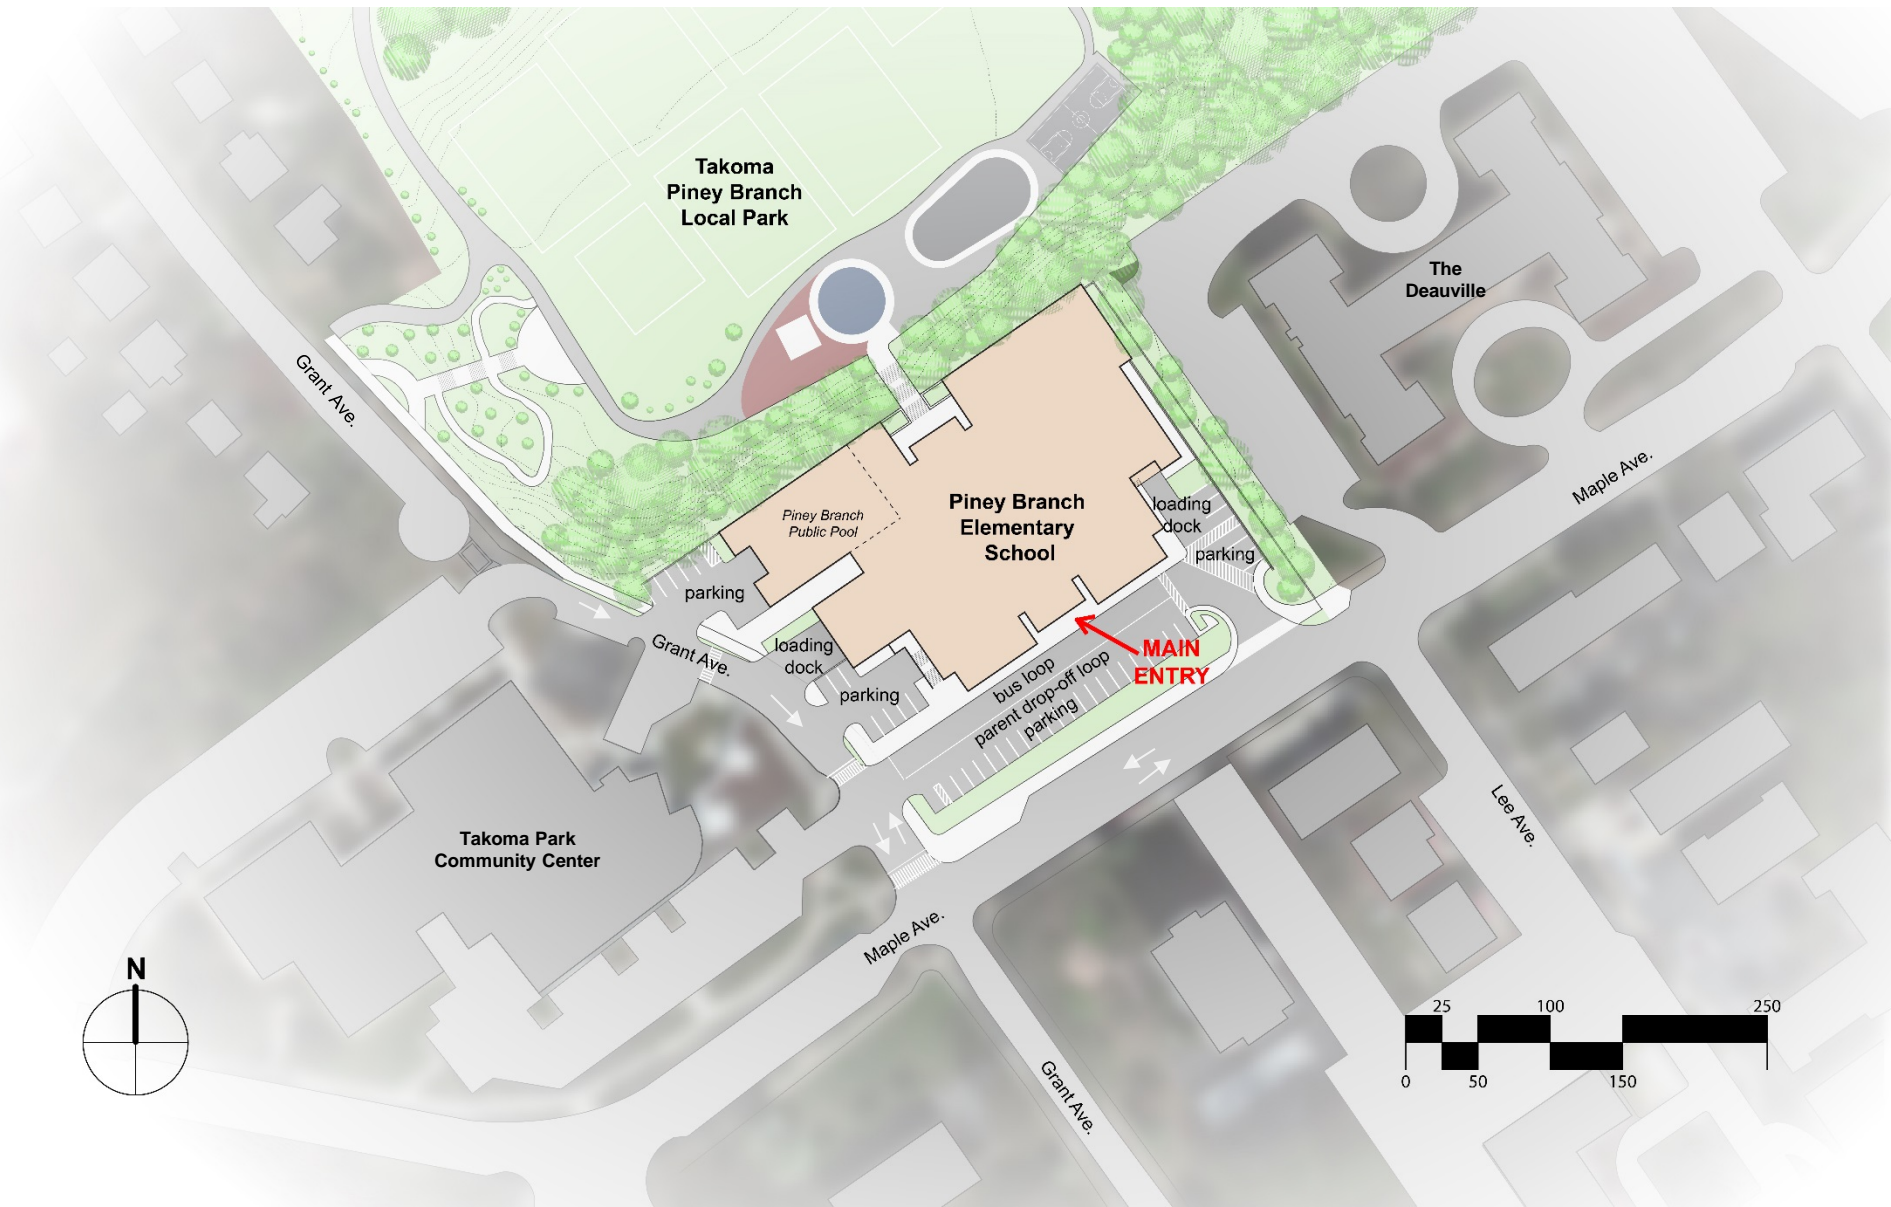 Takoma
Piney Branch
Local Park
The
Deauville
Grant Ave.
Maple Ave.
Piney Branch
Public Pool
Piney Branch
Elementary
School
loading
dock
parking
parking
Grant Ave.
loading
dock
parking
MAIN
ENTRY
bus loop
parent drop-off loop
parking
Takoma Park
Community Center
Lee Ave.
Maple Ave.
N
Grant Ave.
25 100 250
0 50 150